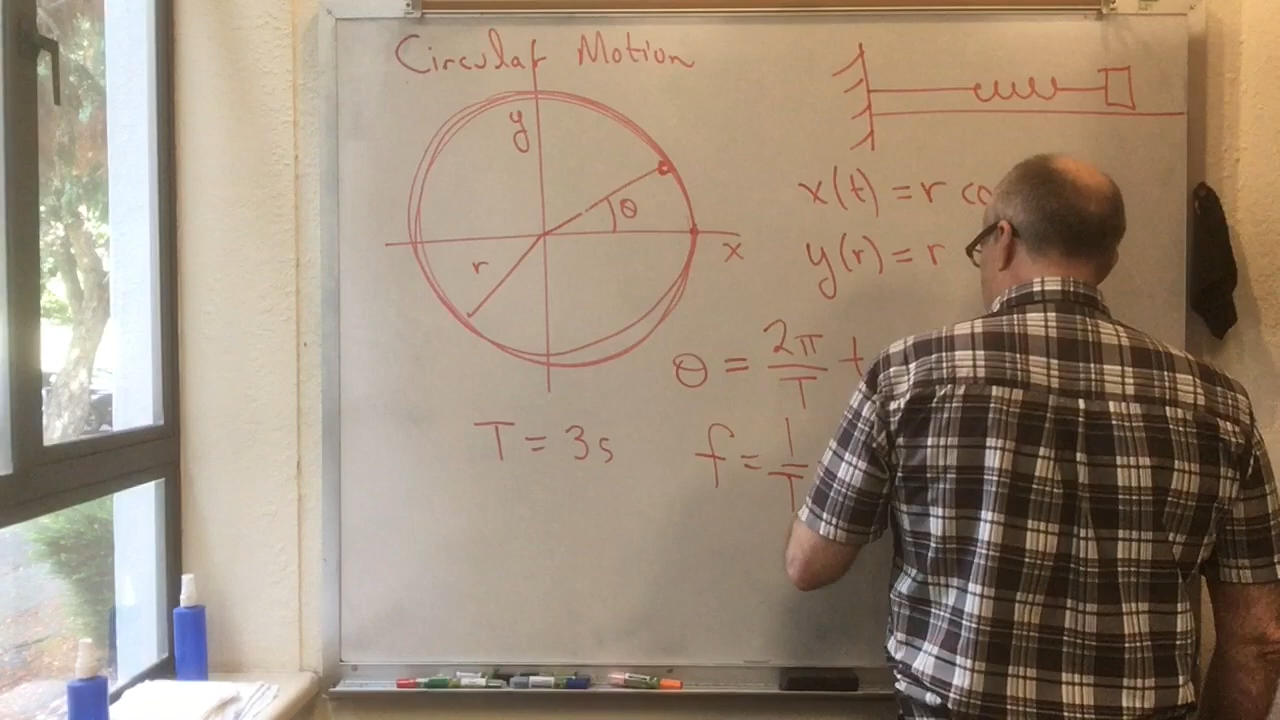 Circular Motion
y
θ
x
r
x(t) = r co
y(r) = r
θ = 2π/T t
T = 3s
f = 1/T